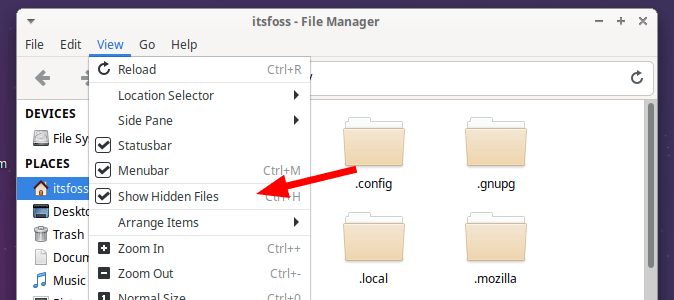 itsfoss - File Manager
File Edit View Go Help
Reload Ctrl+R
Location Selector
Side Pane
Statusbar
Menubar Ctrl+M
Show Hidden Files Ctrl+H
Arrange Items
Zoom In Ctrl++
Zoom Out Ctrl+-
Normal Size Ctrl+0
DEVICES
File Sy
PLACES
itsfoss
Deskto
Trash
Docum
Music
.config
.gnupg
.local
.mozilla